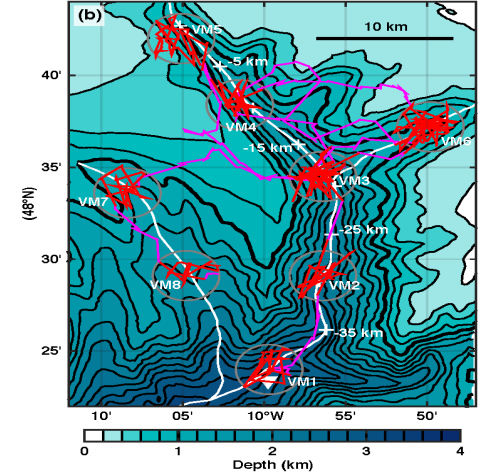 (b)
VM5
10 km
-5 km
40'
VM4
VM6
-15 km
35'
VM3
VM7
(48°N)
-25 km
30'
VM8
VM2
-35 km
25'
VM1
10' 05' 10°W 55' 50'
0 1 2 3 4
Depth (km)